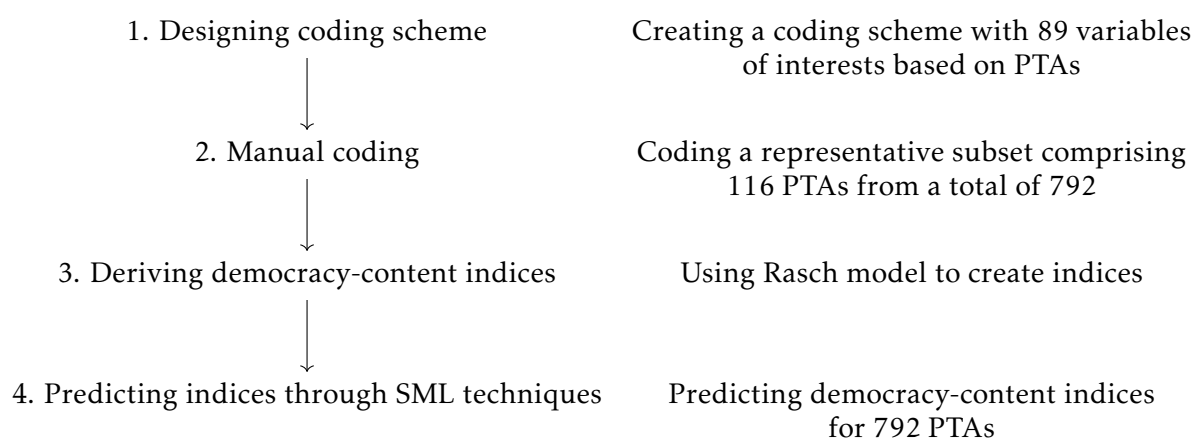 1. Designing coding scheme
Creating a coding scheme with 89 variables
of interests based on PTAs
2. Manual coding
Coding a representative subset comprising
116 PTAs from a total of 792
3. Deriving democracy-content indices
Using Rasch model to create indices
4. Predicting indices through SML techniques
Predicting democracy-content indices
for 792 PTAs